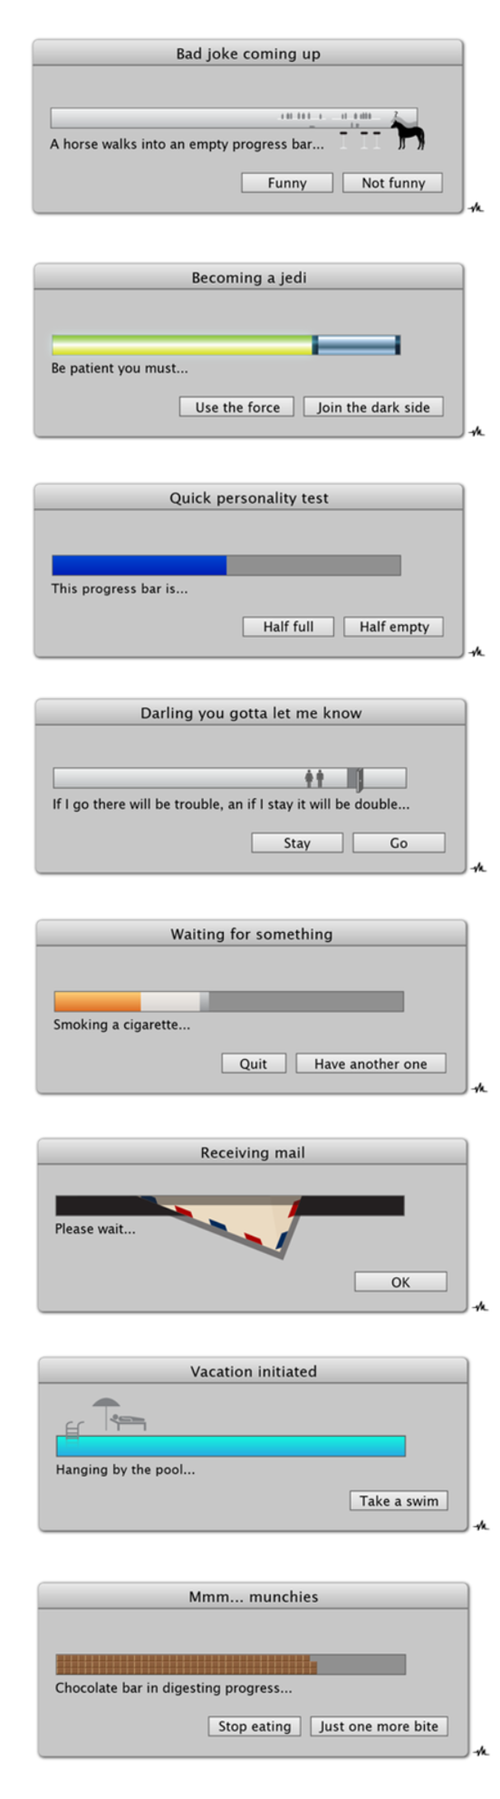 Bad joke coming up
A horse walks into an empty progress bar...
Funny Not funny
Becoming a jedi
Be patient you must...
Use the force Join the dark side
Quick personality test
This progress bar is...
Half full Half empty
Darling you gotta let me know
If I go there will be trouble, an if I stay it will be double...
Stay Go
Waiting for something
Smoking a cigarette...
Quit Have another one
Receiving mail
Please wait...
OK
Vacation initiated
Hanging by the pool...
Take a swim
Mmm... munchies
Chocolate bar in digesting progress...
Stop eating Just one more bite